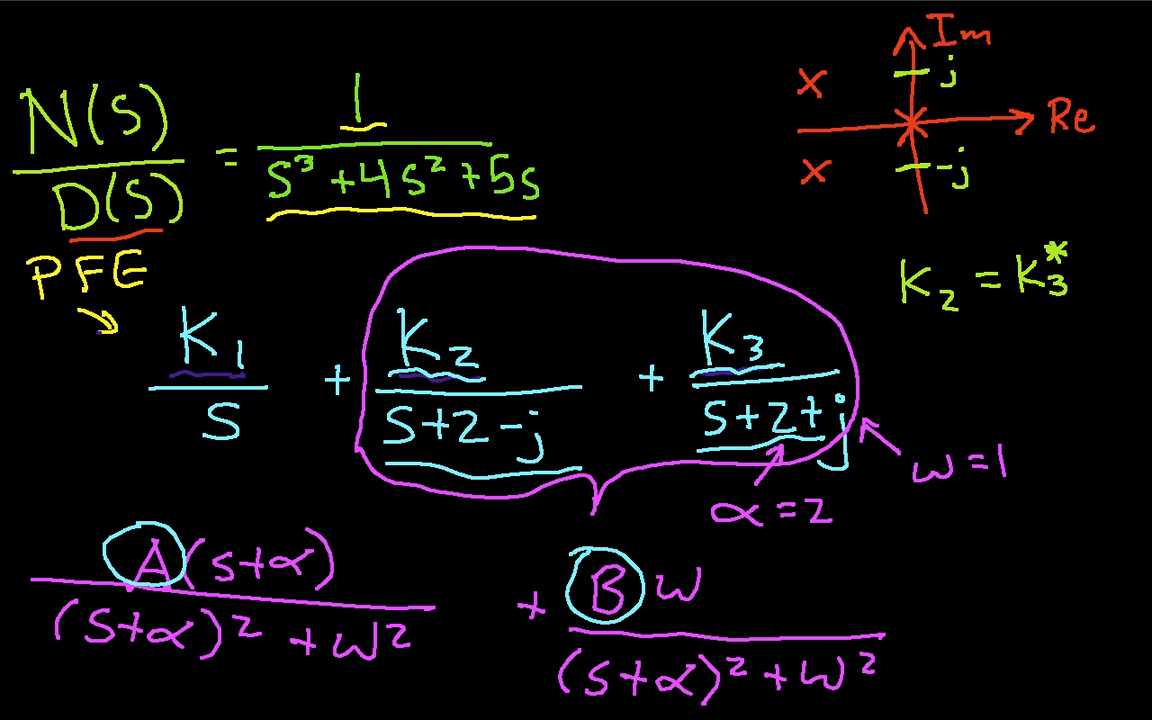 N(s)/D(s) = 1/(s³ + 4s² + 5s)
Im
j
Re
-j
x
x
PFE
K₂ = K₃*
K₁/s + K₂/(s+2-j) + K₃/(s+2+j)
ω = 1
α = 2
A(s+α)/((s+α)² + ω²) + Bω/((s+α)² + ω²)